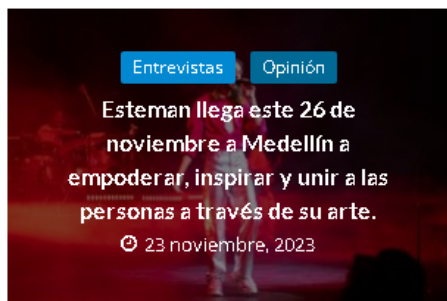 Entrevistas Opinión
Esteman llega este 26 de
noviembre a Medellín a
empoderar, inspirar y unir a las
personas a través de su arte.
23 noviembre, 2023